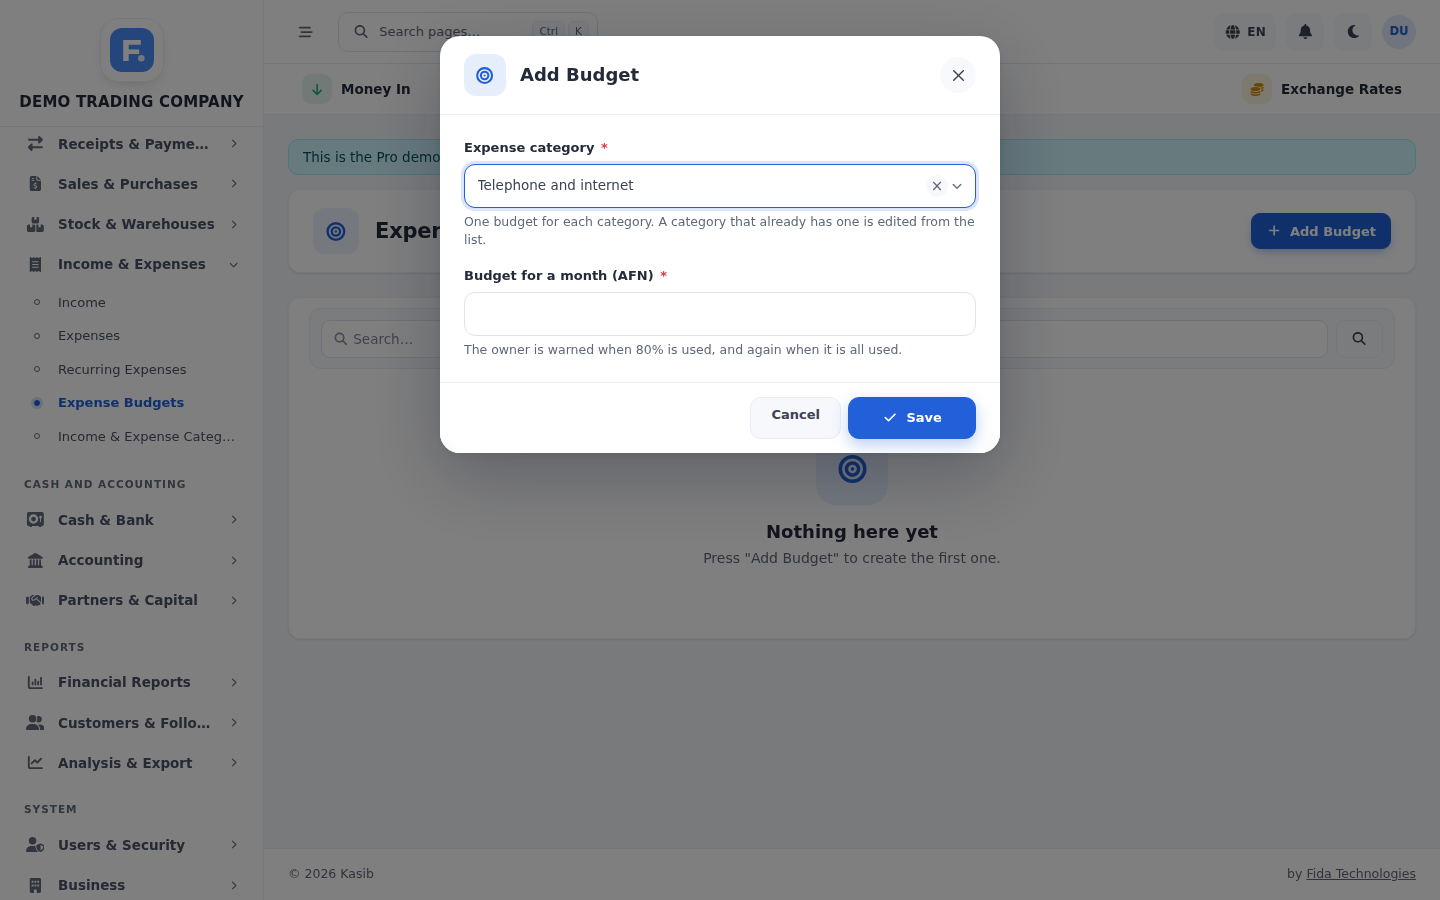 F.
DEMO TRADING COMPANY
Receipts & Payme...
Sales & Purchases
Stock & Warehouses
Income & Expenses
Income
Expenses
Recurring Expenses
Expense Budgets
Income & Expense Categ...
CASH AND ACCOUNTING
Cash & Bank
Accounting
Partners & Capital
REPORTS
Financial Reports
Customers & Follo...
Analysis & Export
SYSTEM
Users & Security
Business
Search pages...
Ctrl K
EN
DU
Money In
Exchange Rates
This is the Pro demo
Add Budget
Search...
Nothing here yet
Press "Add Budget" to create the first one.
Add Budget
Expense category *
Telephone and internet
One budget for each category. A category that already has one is edited from the
list.
Budget for a month (AFN) *
The owner is warned when 80% is used, and again when it is all used.
Cancel
Save
© 2026 Kasib
by Fida Technologies